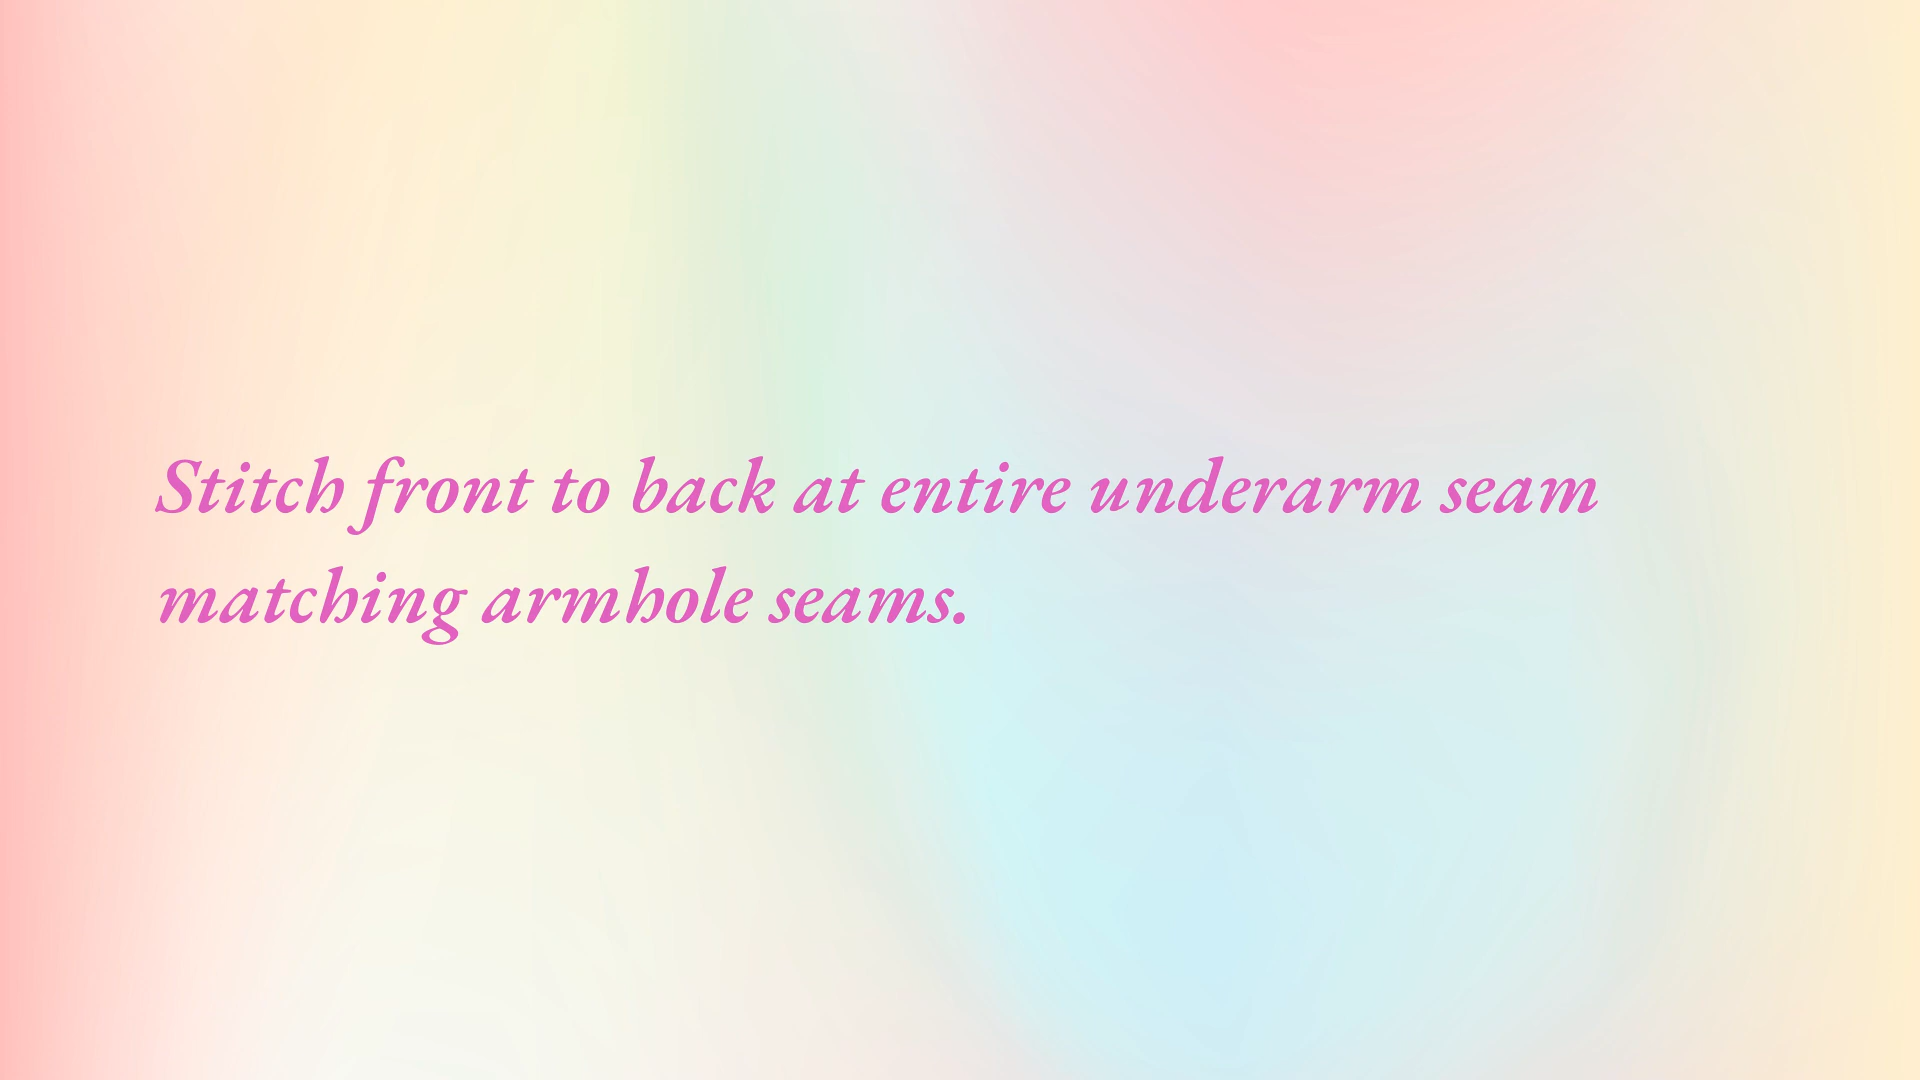 Stitch front to back at entire underarm seam
matching armhole seams.